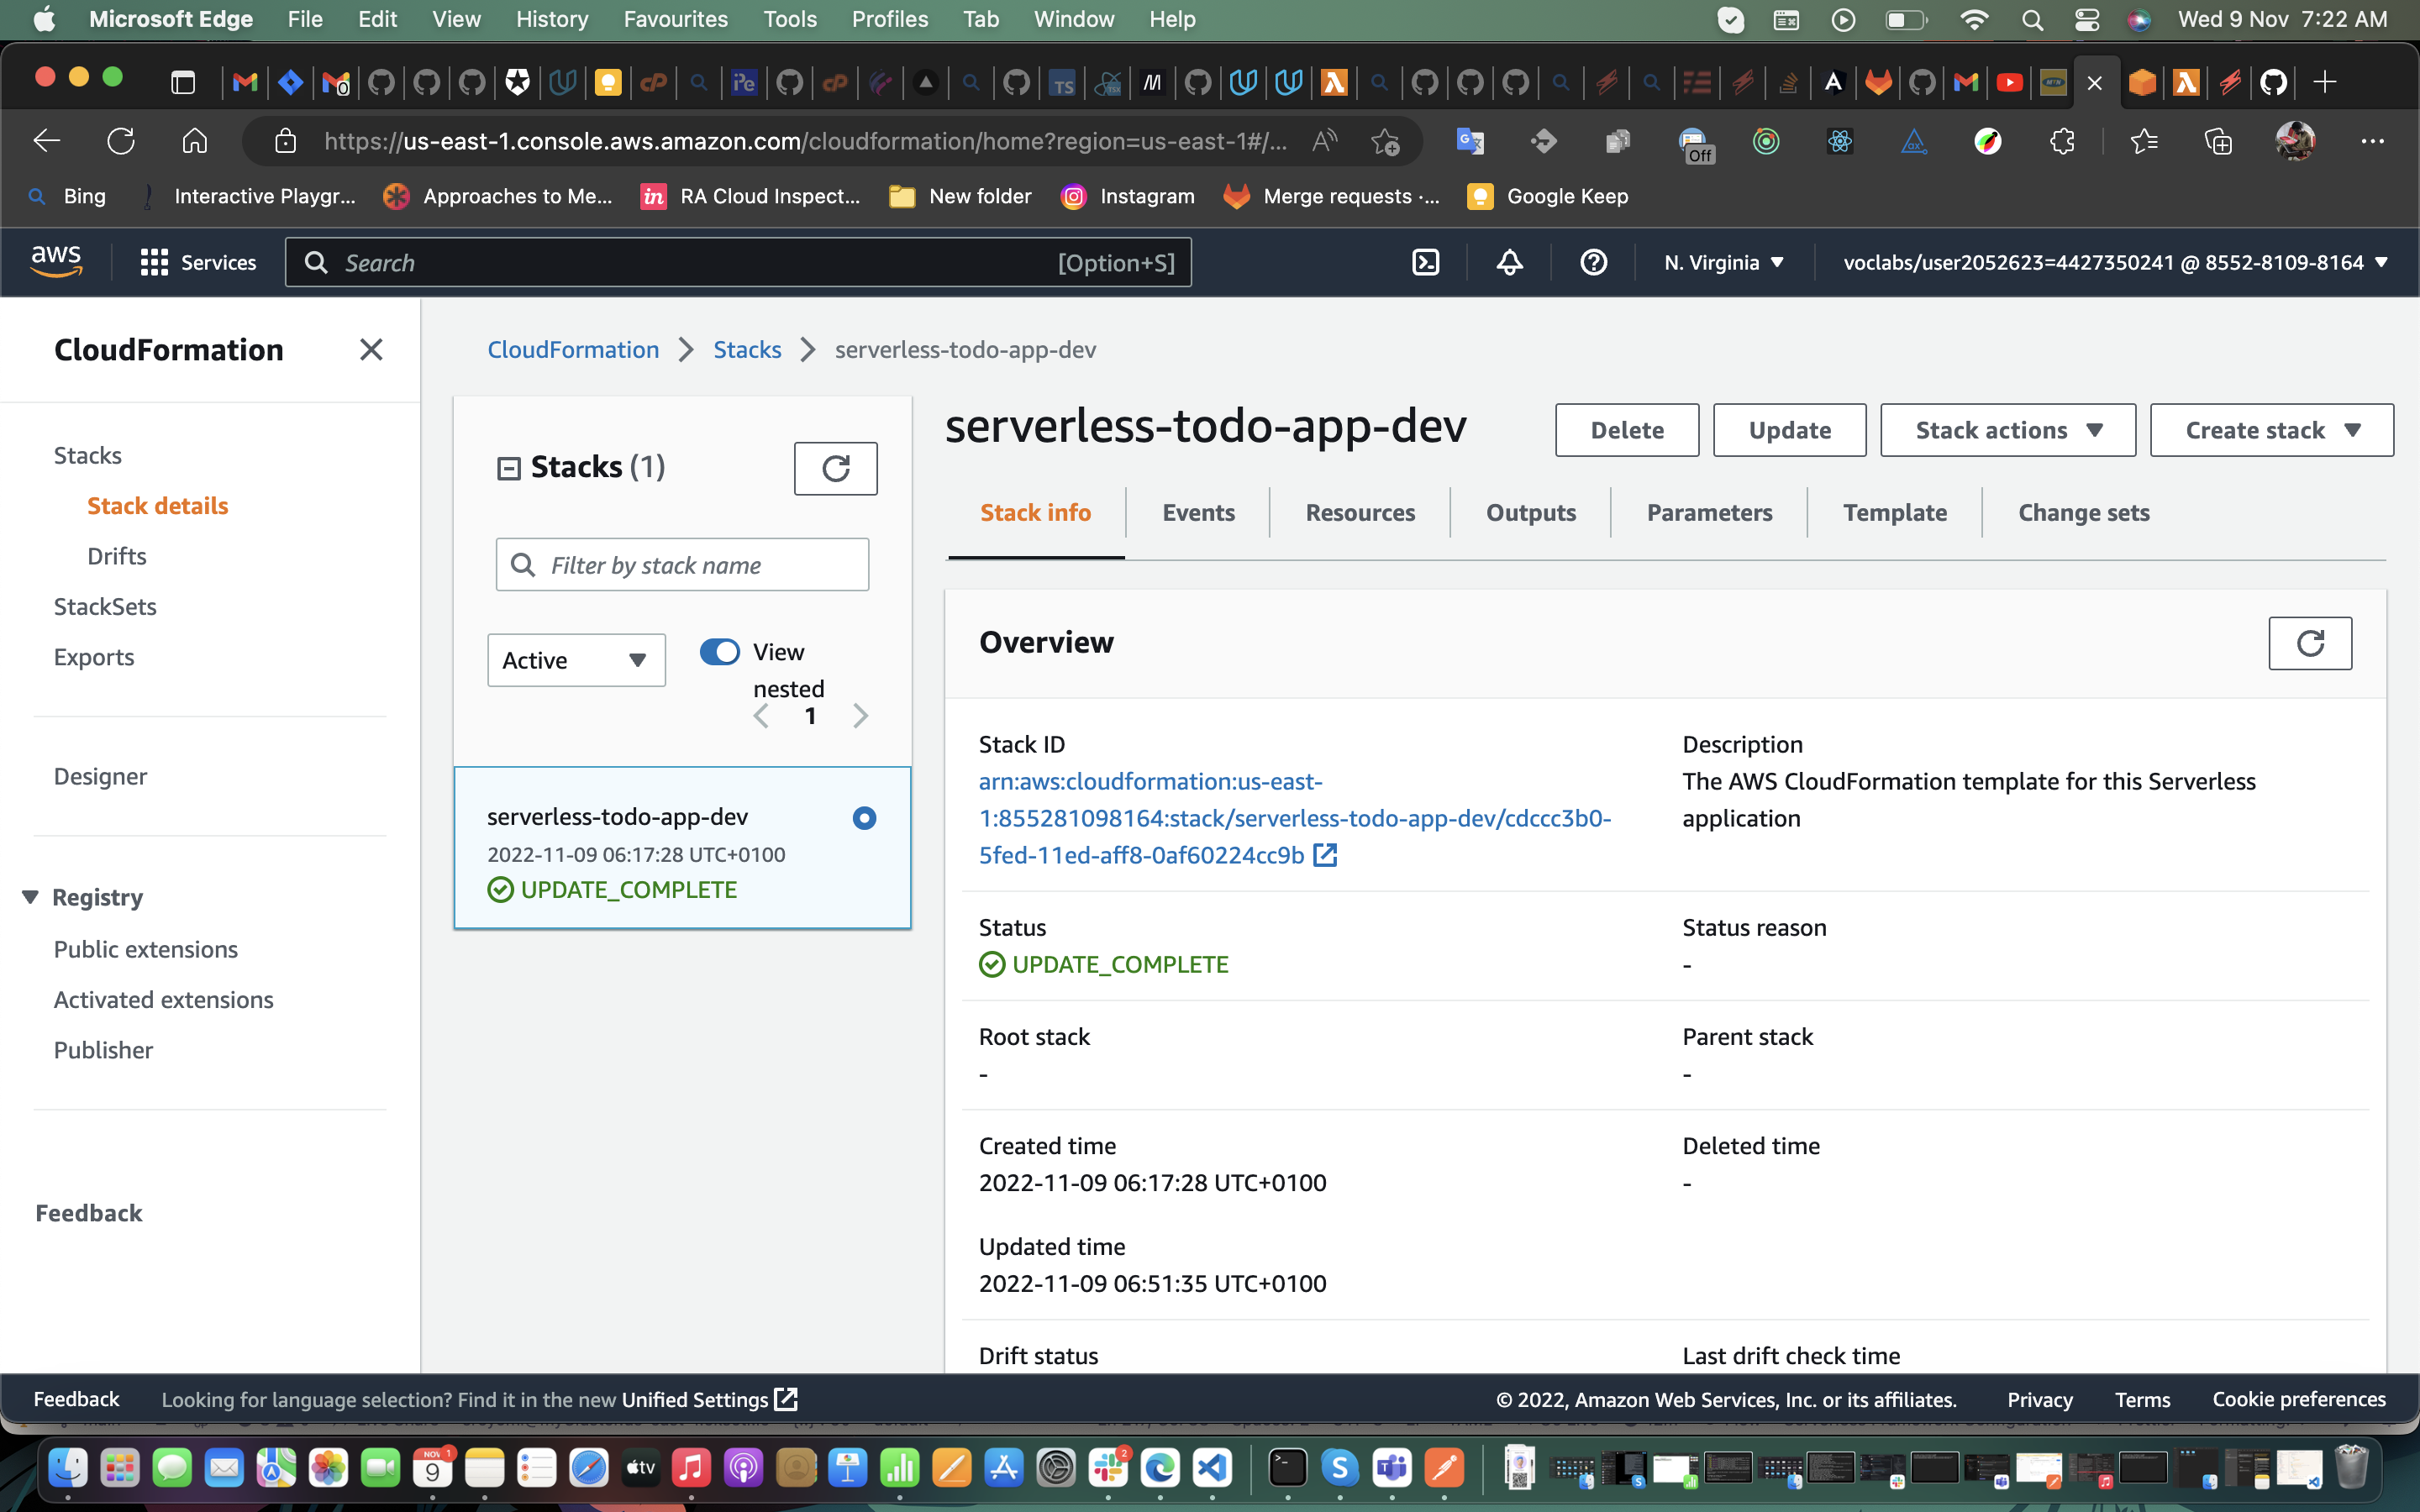 Microsoft Edge File Edit View History Favourites Tools Profiles Tab Window Help Wed 9 Nov 7:22 AM
https://us-east-1.console.aws.amazon.com/cloudformation/home?region=us-east-1#/...
Off
Bing Interactive Playgr... Approaches to Me... in RA Cloud Inspect... New folder Instagram Merge requests ·... Google Keep
aws Services Search [Option+S] N. Virginia voclabs/user2052623=4427350241 @ 8552-8109-8164
CloudFormation
Stacks
Stack details
Drifts
StackSets
Exports
Designer
Registry
Public extensions
Activated extensions
Publisher
Feedback
CloudFormation Stacks serverless-todo-app-dev
Stacks (1)
Filter by stack name
Active
View
nested
1
serverless-todo-app-dev
2022-11-09 06:17:28 UTC+0100
UPDATE_COMPLETE
serverless-todo-app-dev
Delete Update Stack actions Create stack
Stack info Events Resources Outputs Parameters Template Change sets
Overview
Stack ID
arn:aws:cloudformation:us-east-
1:855281098164:stack/serverless-todo-app-dev/cdccc3b0-
5fed-11ed-aff8-0af60224cc9b
Description
The AWS CloudFormation template for this Serverless
application
Status
UPDATE_COMPLETE
Status reason
-
Root stack
-
Parent stack
-
Created time
2022-11-09 06:17:28 UTC+0100
Deleted time
-
Updated time
2022-11-09 06:51:35 UTC+0100
Drift status
Last drift check time
Feedback Looking for language selection? Find it in the new Unified Settings © 2022, Amazon Web Services, Inc. or its affiliates. Privacy Terms Cookie preferences
NOV 1
9
tv
2